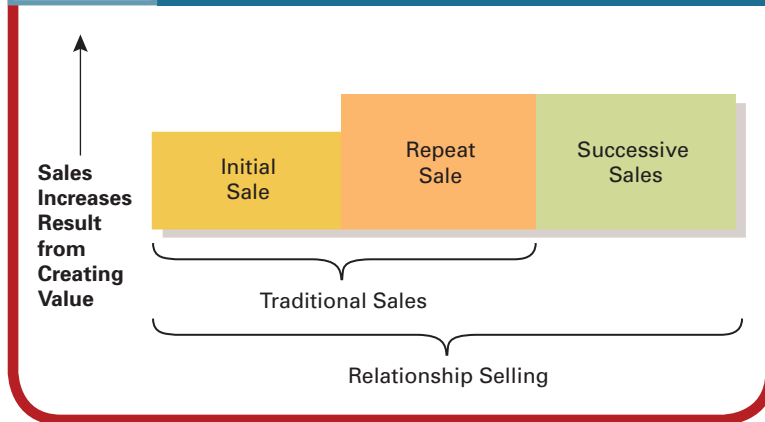 Sales
Increases
Result
from
Creating
Value
Initial
Sale
Repeat
Sale
Successive
Sales
Traditional Sales
Relationship Selling